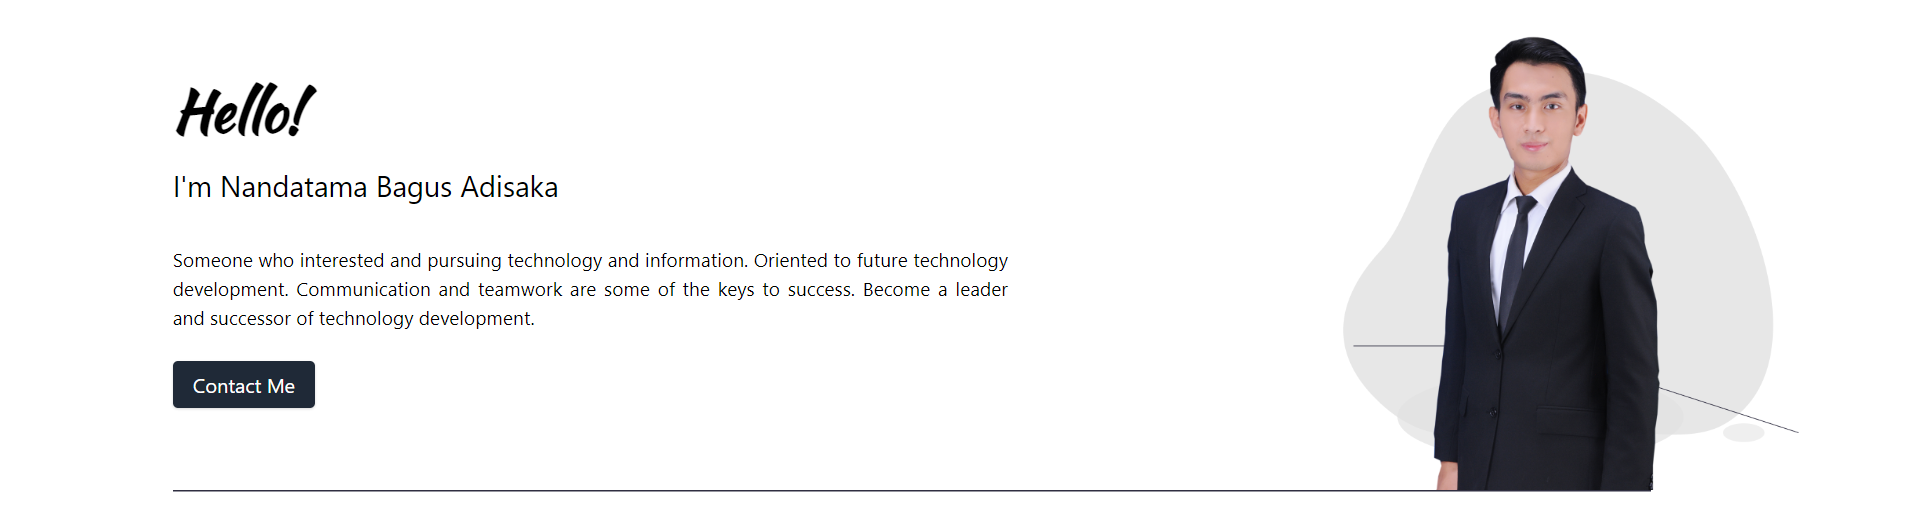 Hello!
I'm Nandatama Bagus Adisaka
Someone who interested and pursuing technology and information. Oriented to future technology
development. Communication and teamwork are some of the keys to success. Become a leader
and successor of technology development.
Contact Me